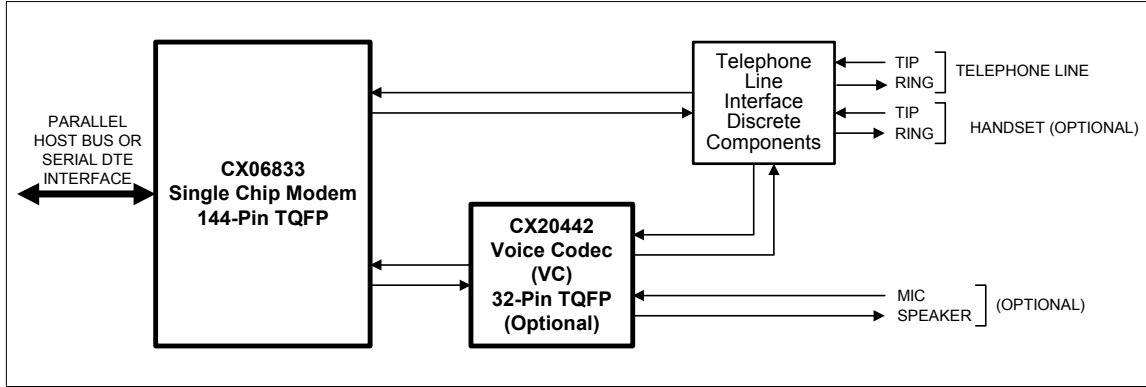 PARALLEL
HOST BUS OR
SERIAL DTE
INTERFACE
CX06833
Single Chip Modem
144-Pin TQFP
Telephone
Line
Interface
Discrete
Components
TIP
RING
TELEPHONE LINE
TIP
RING
HANDSET (OPTIONAL)
CX20442
Voice Codec
(VC)
32-Pin TQFP
(Optional)
MIC
SPEAKER
(OPTIONAL)